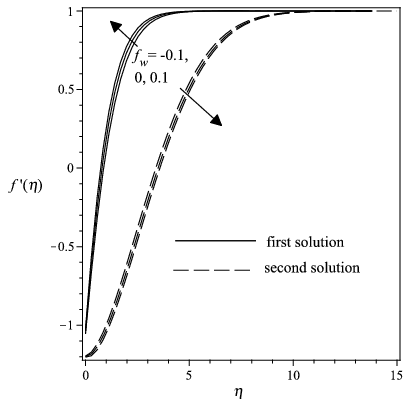 1
f_w = -0.1,
0, 0.1
0.5
0
f'(η)
-0.5
first solution
second solution
-1
0
5
10
15
η